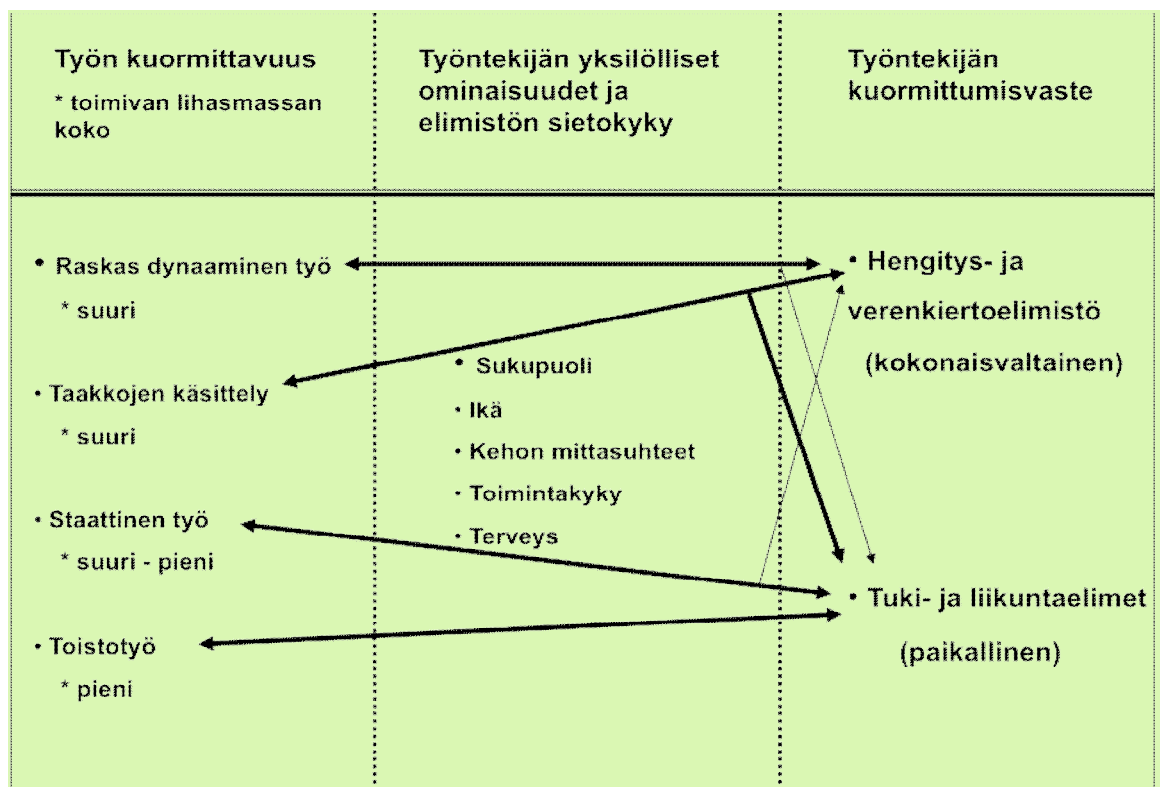 Työn kuormittavuus
* toimivan lihasmassan
koko
Työntekijän yksilölliset
ominaisuudet ja
elimistön sietokyky
Työntekijän
kuormittumisvaste
• Raskas dynaaminen työ
* suuri
• Taakkojen käsittely
* suuri
• Staattinen työ
* suuri - pieni
• Toistotyö
* pieni
• Sukupuoli
• Ikä
• Kehon mittasuhteet
• Toimintakyky
• Terveys
• Hengitys- ja
verenkiertoelimistö
(kokonaisvaltainen)
• Tuki- ja liikuntaelimet
(paikallinen)